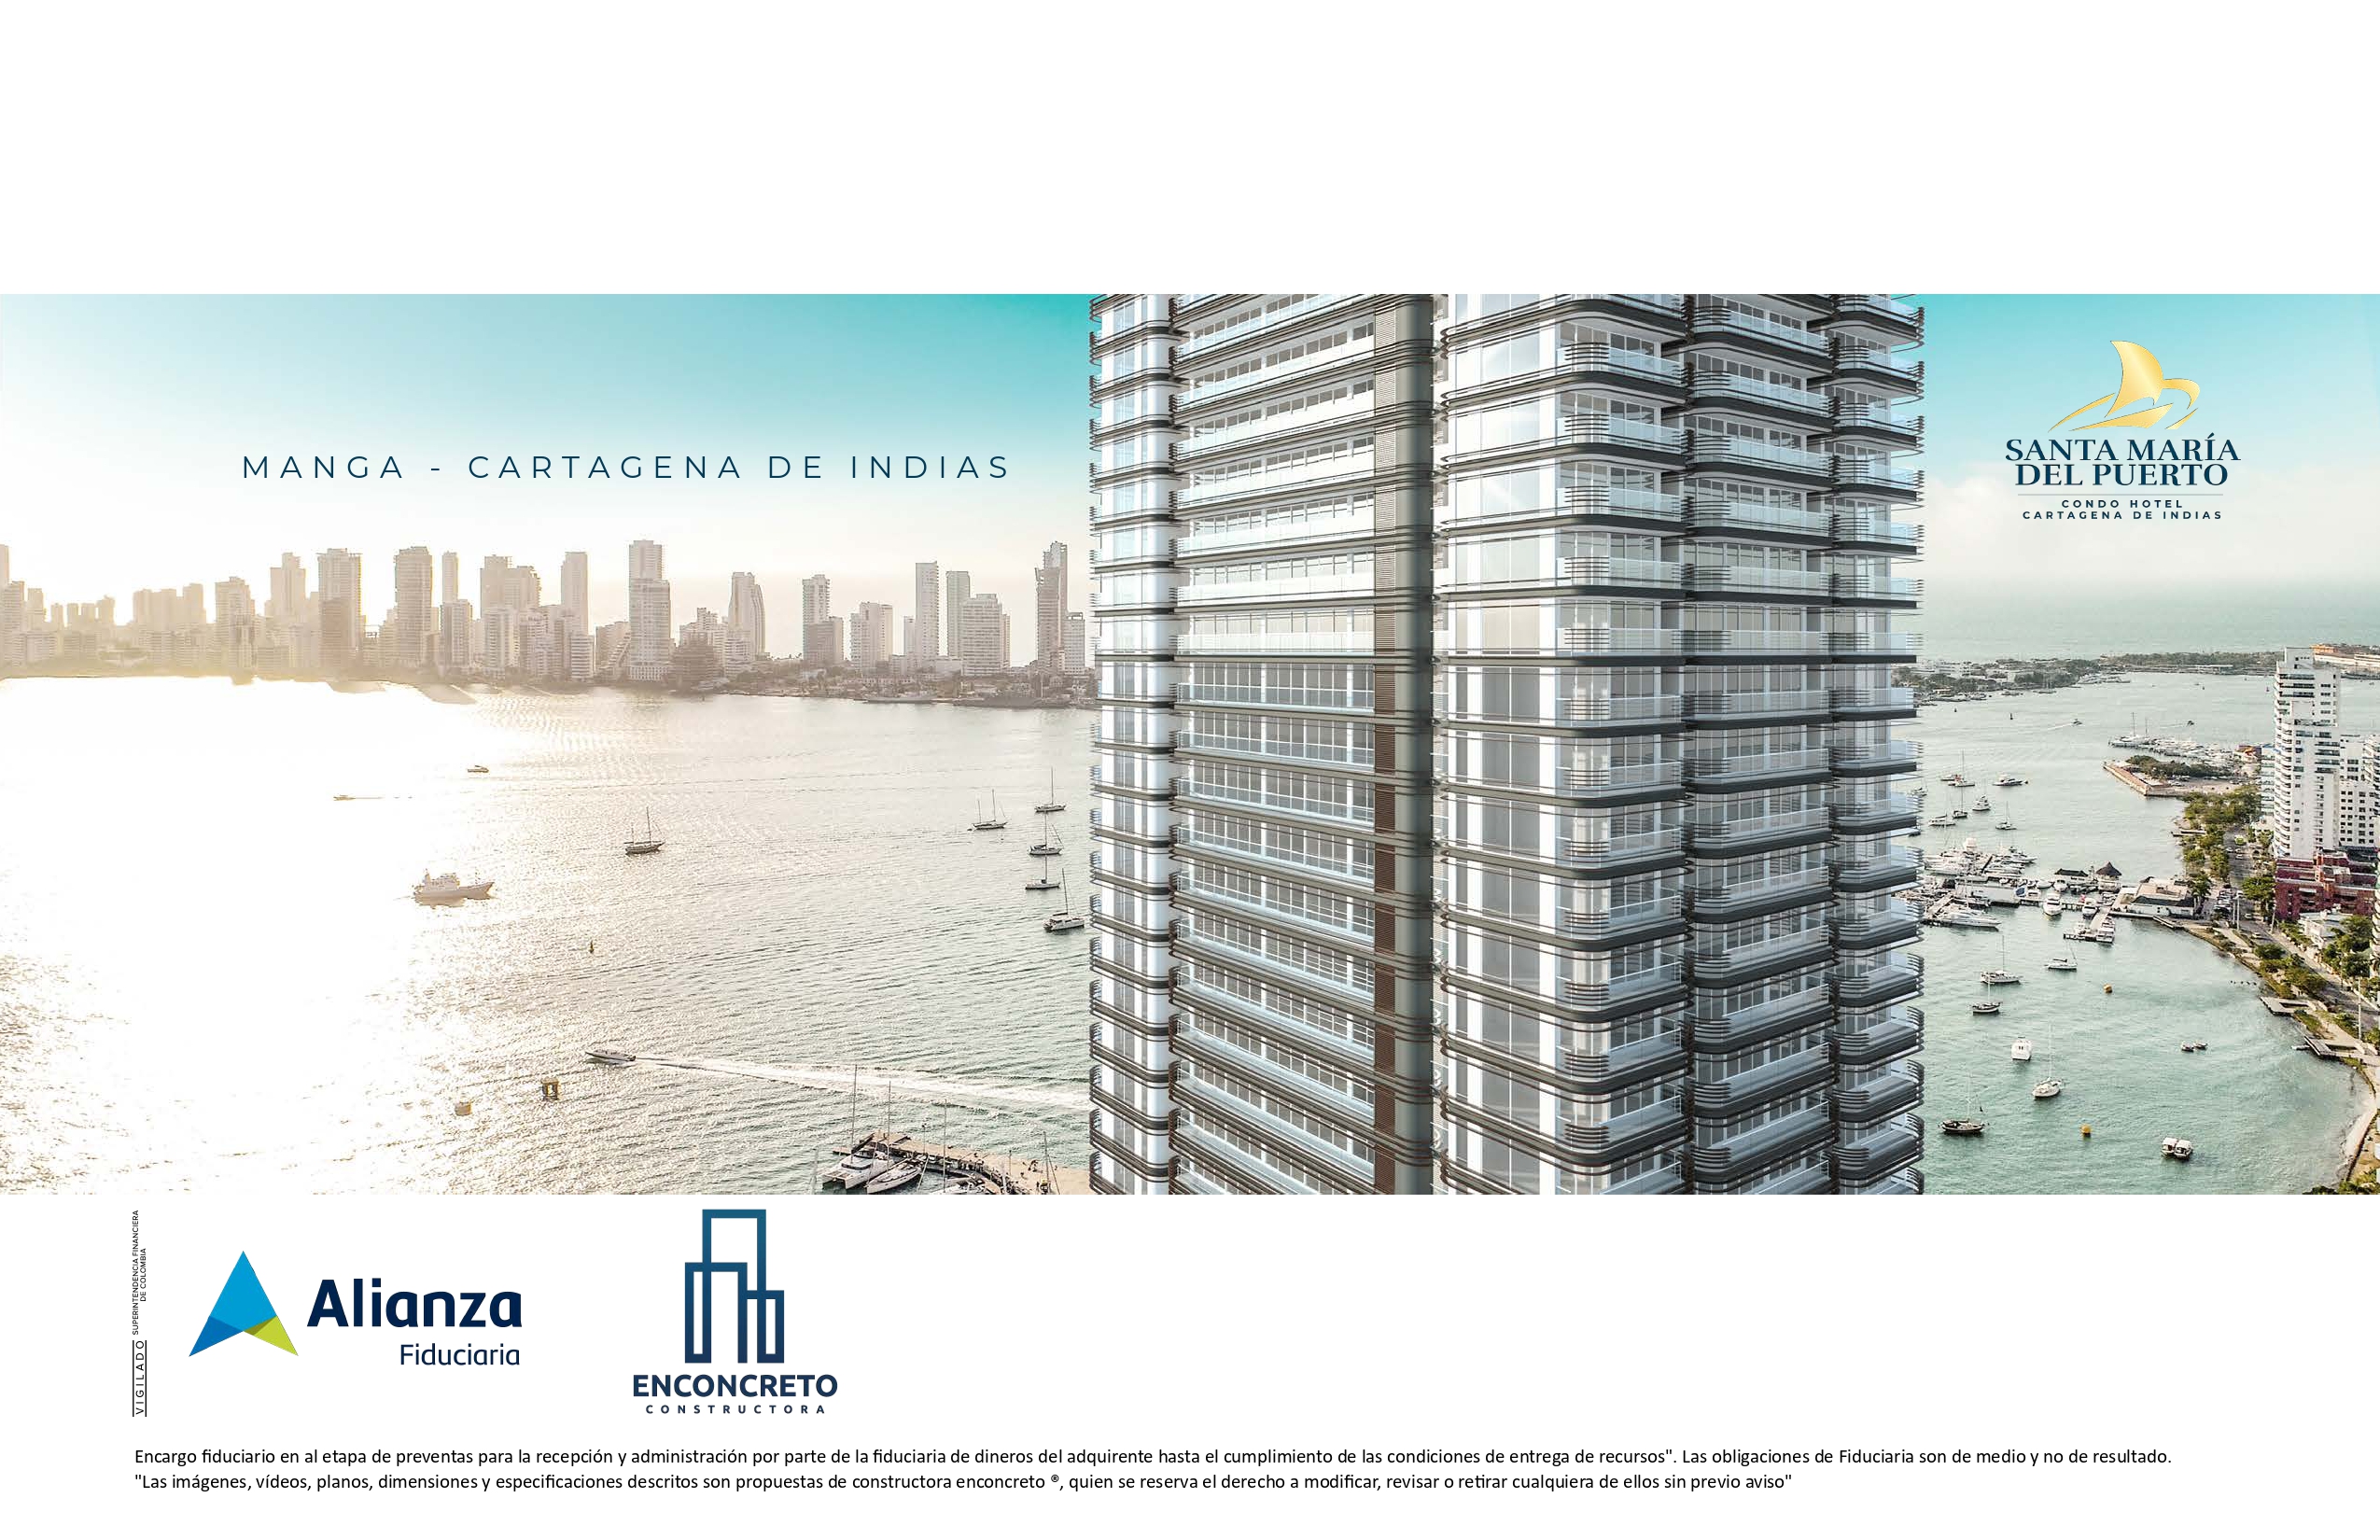 MANGA - CARTAGENA DE INDIAS
SANTA MARÍA
DEL PUERTO
CONDO HOTEL
CARTAGENA DE INDIAS
VIGILADO
SUPERINTENDENCIA FINANCIERA
DE COLOMBIA
Alianza
Fiduciaria
ENCONCRETO
CONSTRUCTORA
Encargo fiduciario en al etapa de preventas para la recepción y administración por parte de la fiduciaria de dineros del adquirente hasta el cumplimiento de las condiciones de entrega de recursos". Las obligaciones de Fiduciaria son de medio y no de resultado.
"Las imágenes, vídeos, planos, dimensiones y especificaciones descritos son propuestas de constructora enconcreto ®, quien se reserva el derecho a modificar, revisar o retirar cualquiera de ellos sin previo aviso"